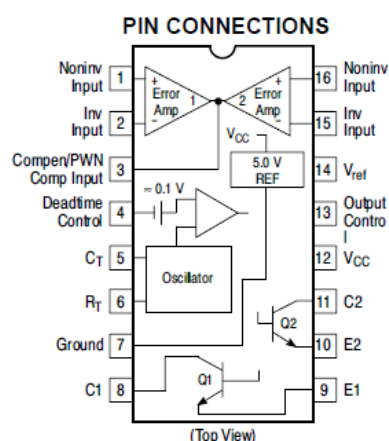 PIN CONNECTIONS
Noninv
Input
1
+
Error
Amp
1
-
2
Inv
Input
+
2
Error
Amp
-
16
Noninv
Input
15
Inv
Input
Compen/PWN
Comp Input
3
VCC
5.0 V
REF
14
Vref
Deadtime
Control
4
≈ 0.1 V
13
Output
Contro
l
CT
5
Oscillator
12
VCC
RT
6
11
C2
Q2
Ground
7
10
E2
C1
8
Q1
9
E1
(Top View)